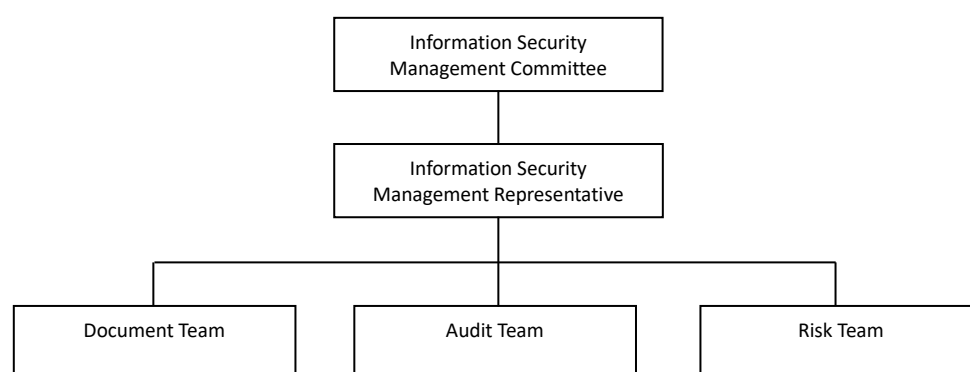 Information Security
Management Committee
Information Security
Management Representative
Document Team
Audit Team
Risk Team